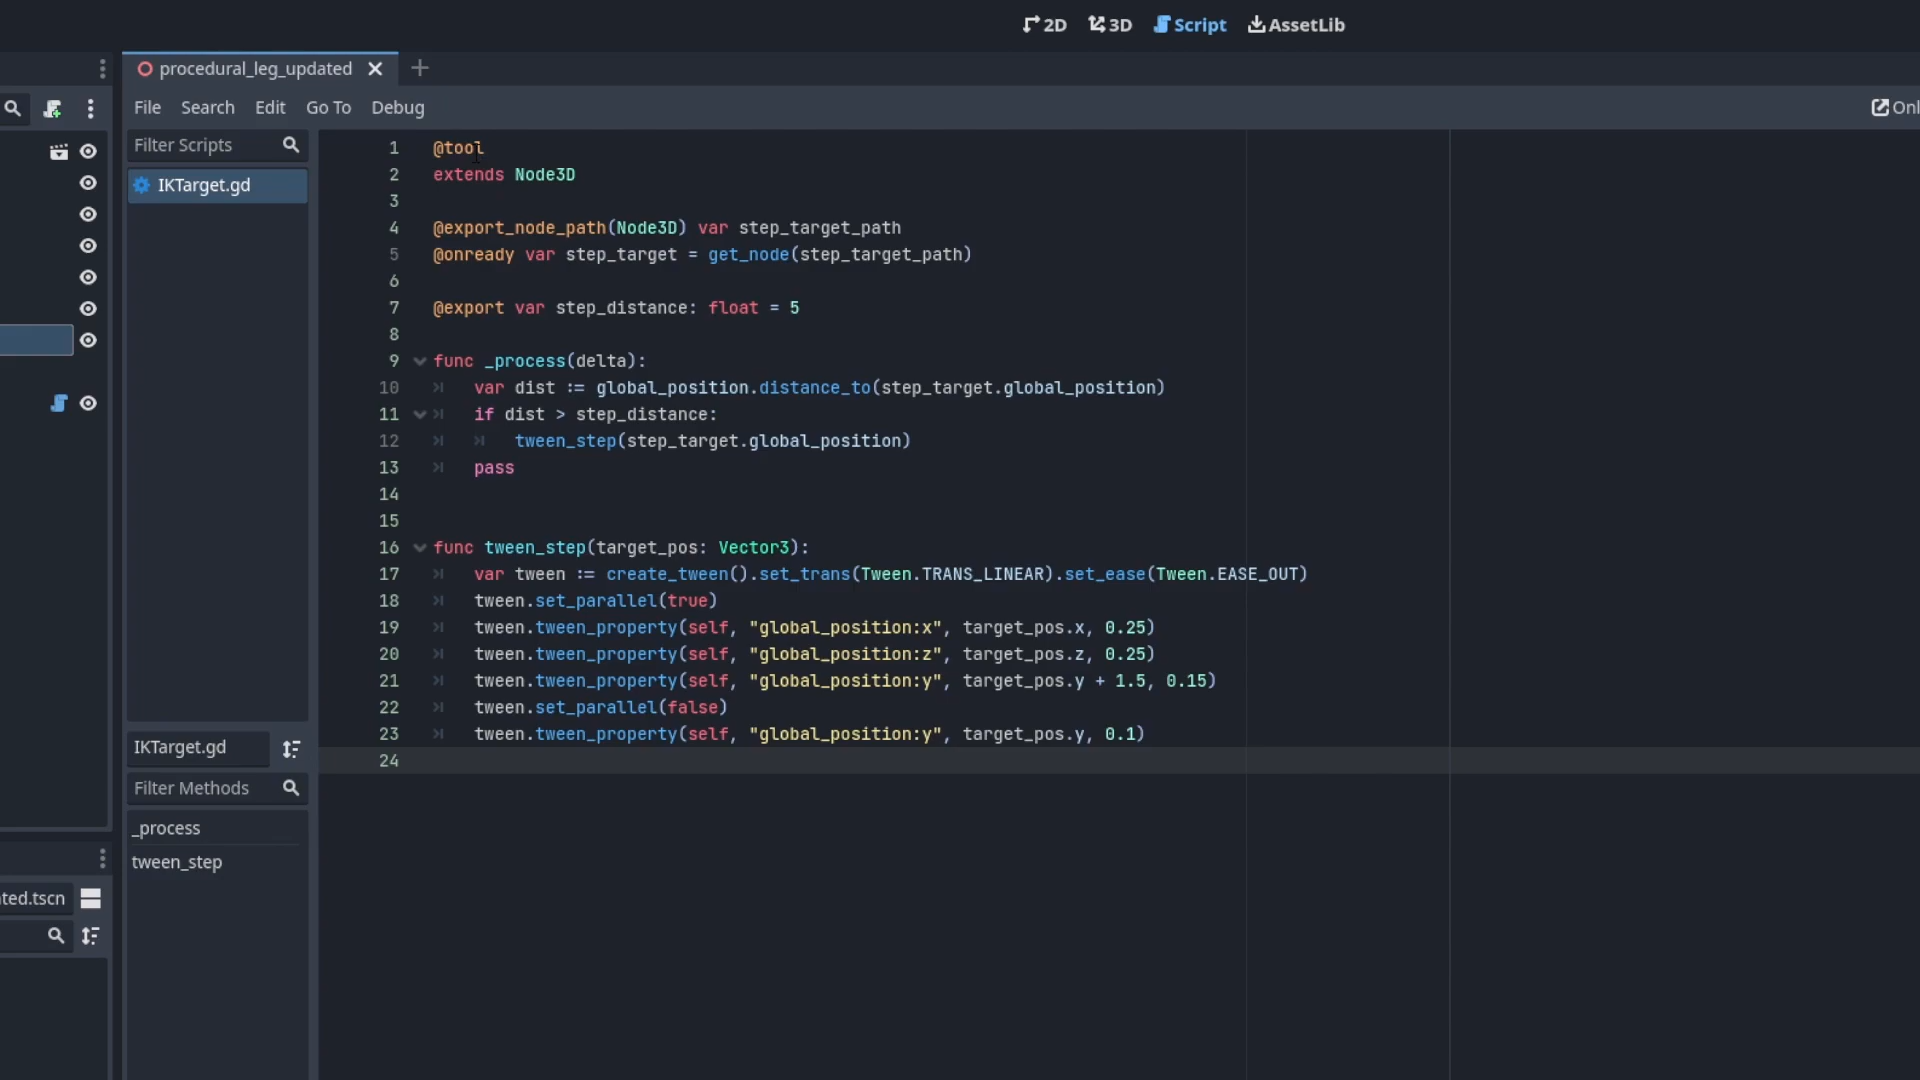 2D 3D Script AssetLib
procedural_leg_updated
File Search Edit Go To Debug Onl
Filter Scripts
IKTarget.gd
1 @tool
2 extends Node3D
3
4 @export_node_path(Node3D) var step_target_path
5 @onready var step_target = get_node(step_target_path)
6
7 @export var step_distance: float = 5
8
9 func _process(delta):
10 var dist := global_position.distance_to(step_target.global_position)
11 if dist > step_distance:
12 tween_step(step_target.global_position)
13 pass
14
15
16 func tween_step(target_pos: Vector3):
17 var tween := create_tween().set_trans(Tween.TRANS_LINEAR).set_ease(Tween.EASE_OUT)
18 tween.set_parallel(true)
19 tween.tween_property(self, "global_position:x", target_pos.x, 0.25)
20 tween.tween_property(self, "global_position:z", target_pos.z, 0.25)
21 tween.tween_property(self, "global_position:y", target_pos.y + 1.5, 0.15)
22 tween.set_parallel(false)
23 tween.tween_property(self, "global_position:y", target_pos.y, 0.1)
24
IKTarget.gd
Filter Methods
_process
tween_step
ted.tscn